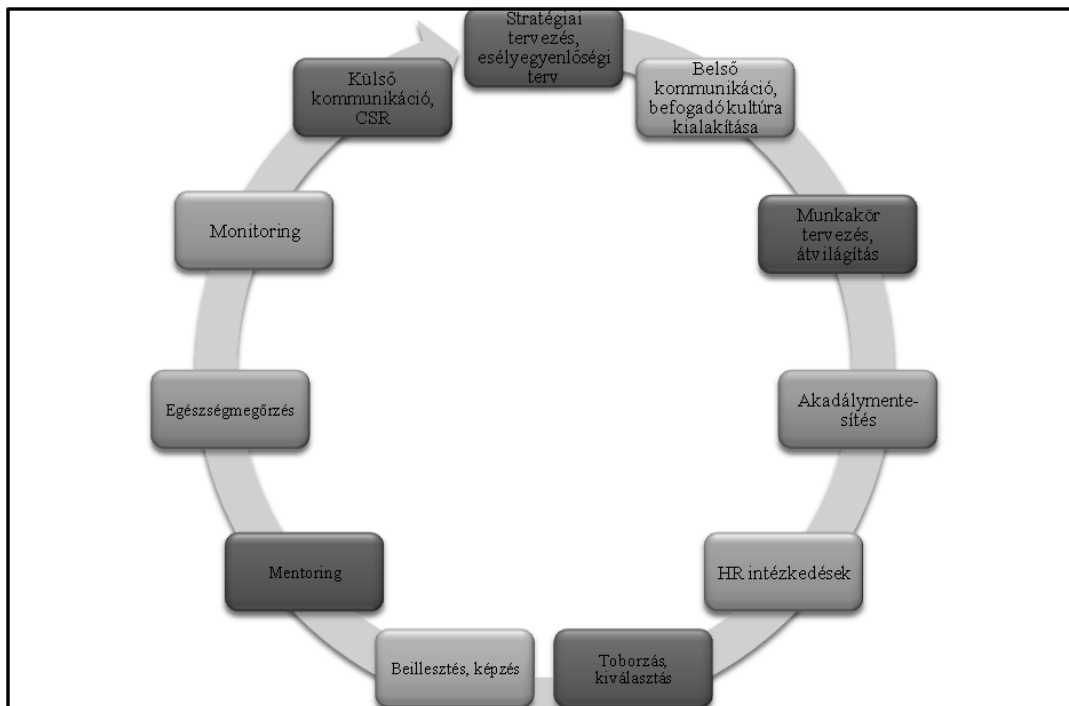 Stratégiai
tervezés,
esélyegyenlőségi
terv
Belső
kommunikáció,
befogadó kultúra
kialakítása
Munkakör
tervezés,
átvilágítás
Akadálymente-
sítés
HR intézkedések
Toborzás,
kiválasztás
Beillesztés, képzés
Mentoring
Egészségmegőrzés
Monitoring
Külső
kommunikáció,
CSR